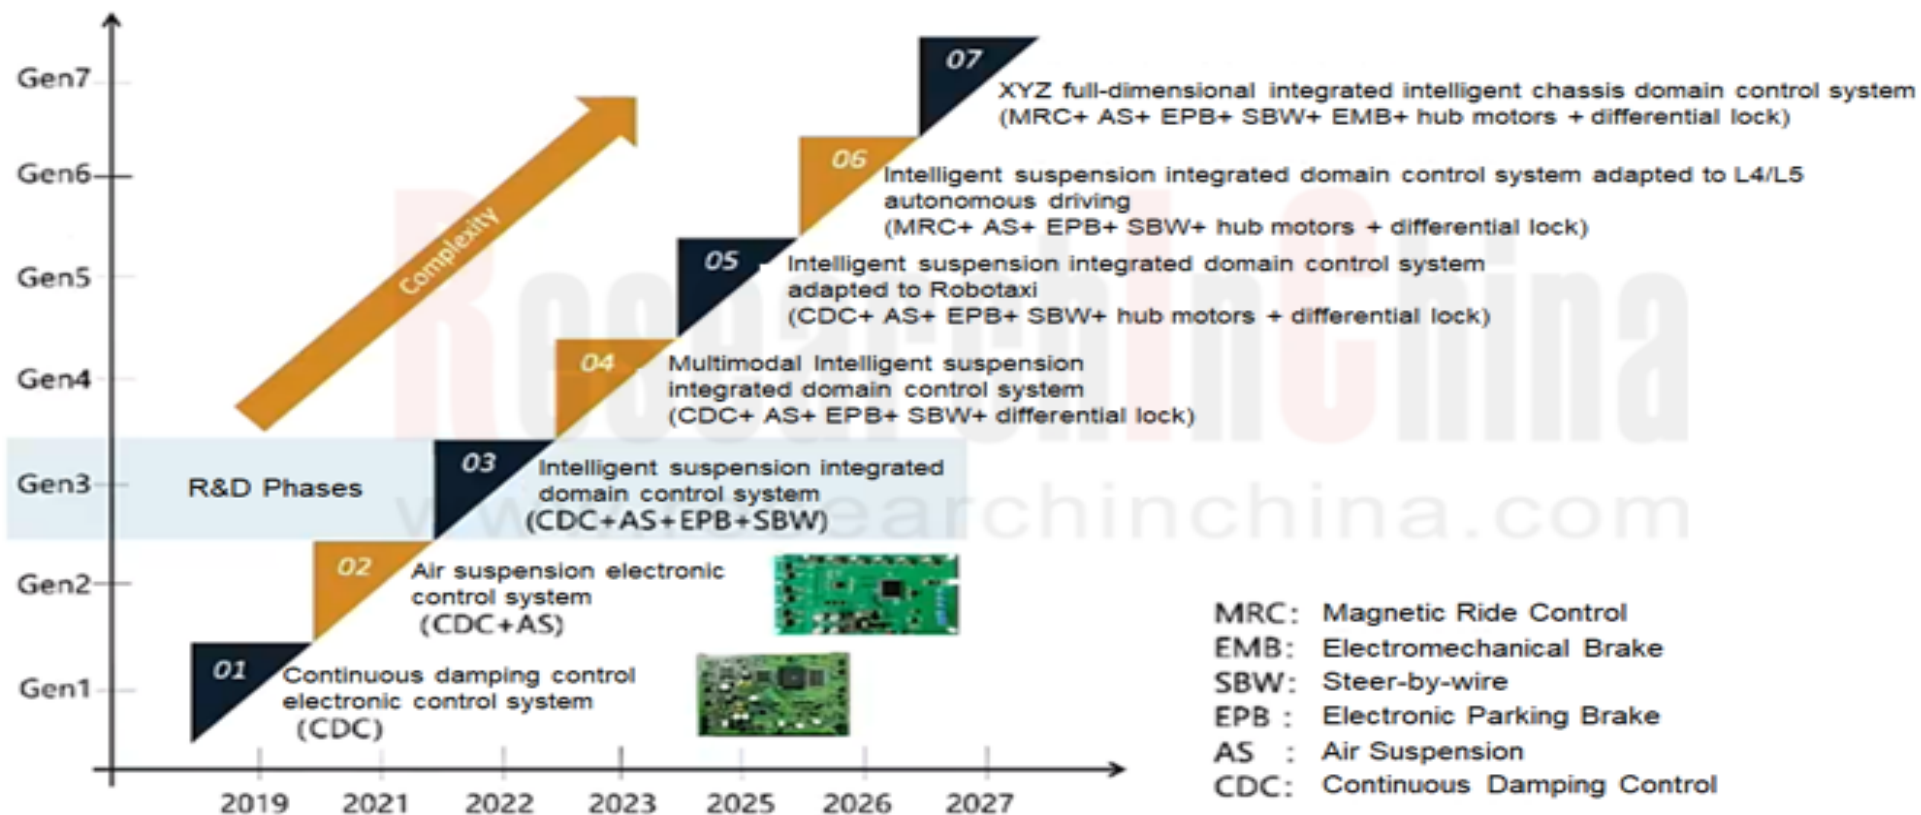 Gen7
Gen6
Gen5
Gen4
Gen3
Gen2
Gen1
Complexity
R&D Phases
07
XYZ full-dimensional integrated intelligent chassis domain control system
(MRC+ AS+ EPB+ SBW+ EMB+ hub motors + differential lock)
06
Intelligent suspension integrated domain control system adapted to L4/L5
autonomous driving
(MRC+ AS+ EPB+ SBW+ hub motors + differential lock)
05
Intelligent suspension integrated domain control system
adapted to Robotaxi
(CDC+ AS+ EPB+ SBW+ hub motors + differential lock)
04
Multimodal Intelligent suspension
integrated domain control system
(CDC+ AS+ EPB+ SBW+ differential lock)
03
Intelligent suspension integrated
domain control system
(CDC+AS+EPB+SBW)
02
Air suspension electronic
control system
(CDC+AS)
01
Continuous damping control
electronic control system
(CDC)
2019 2021 2022 2023 2025 2026 2027
MRC: Magnetic Ride Control
EMB: Electromechanical Brake
SBW: Steer-by-wire
EPB : Electronic Parking Brake
AS : Air Suspension
CDC: Continuous Damping Control
ResearchInChina
www.researchinchina.com